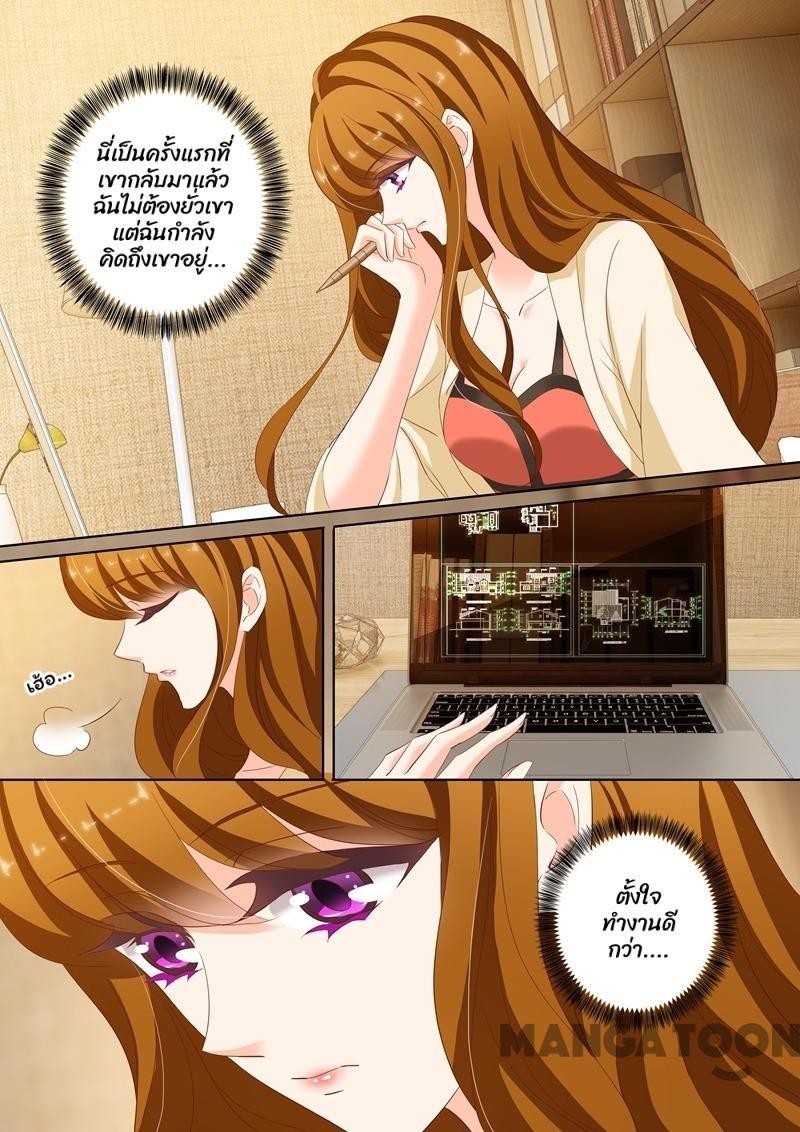 นี่เป็นครั้งแรกที่
เขากลับมาแล้ว
ฉันไม่ต้องยั่วเขา
แต่ฉันกำลัง
คิดถึงเขาอยู่...
เฮ้อ...
ตั้งใจ
ทำงานดี
กว่า....
MANGATOON